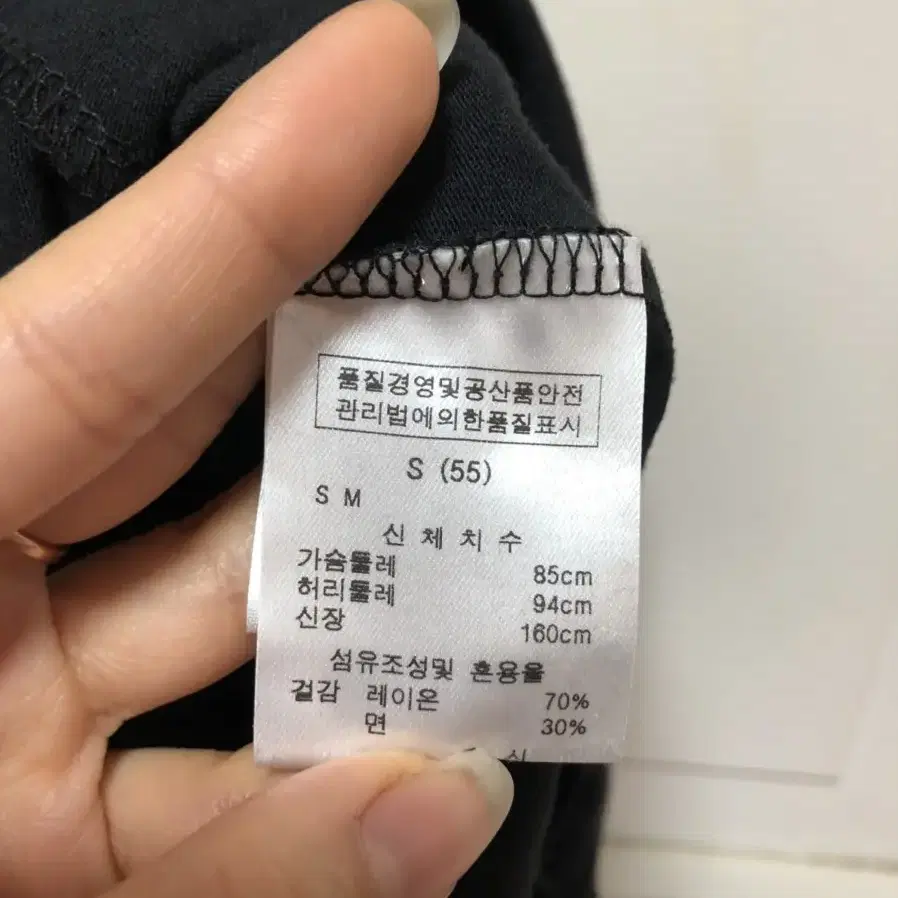 품질경영및공산품안전
관리법에의한품질표시
S (55)
S M
신 체 치 수
가슴둘레 85cm
허리둘레 94cm
신장 160cm
섬유조성및 혼용율
겉감 레이온 70%
면 30%